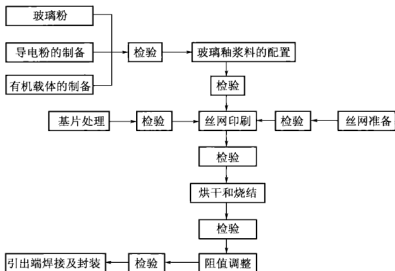 玻璃粉
导电粉的制备
检验
玻璃釉浆料的配置
有机载体的制备
检验
基片处理
检验
丝网印刷
检验
丝网准备
检验
烘干和烧结
检验
引出端焊接及封装
检验
阻值调整